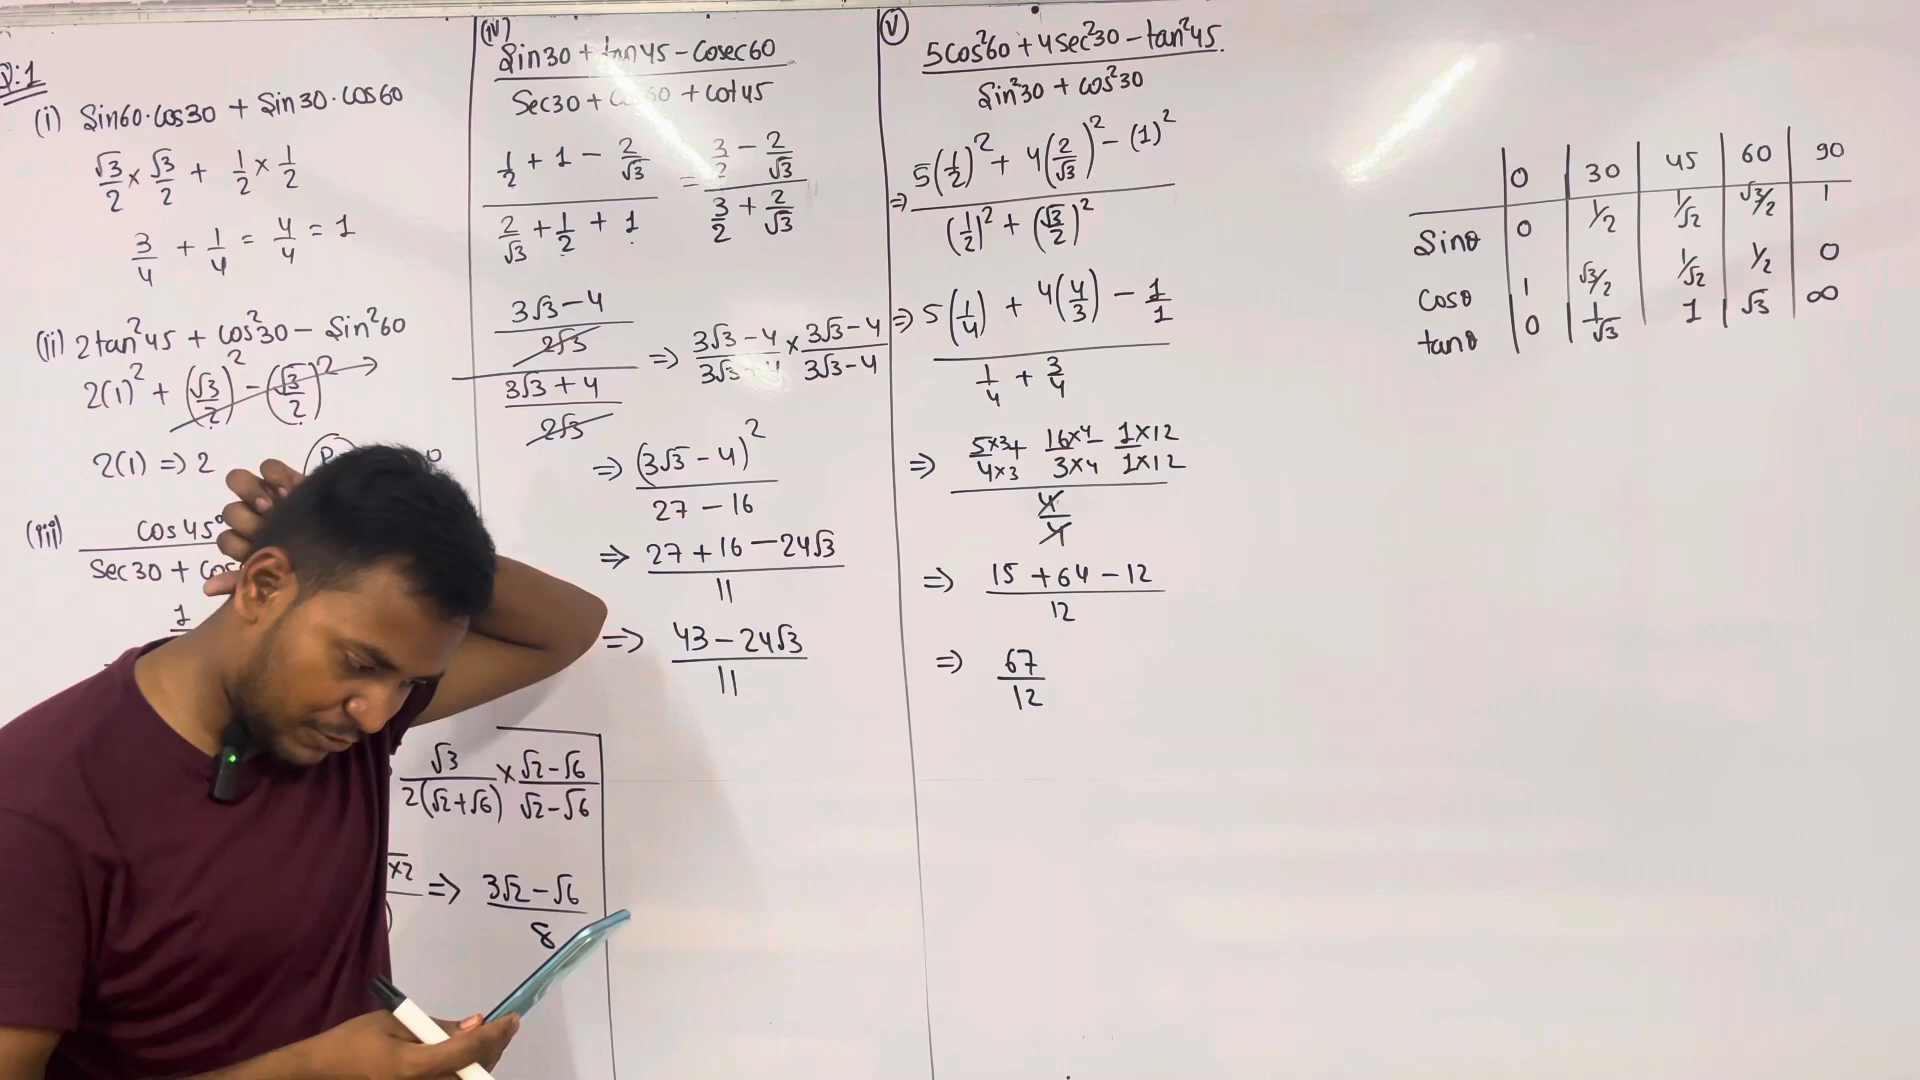 Q:1
(i) Sin60·cos30 + Sin30·cos60
√3/2 × √3/2 + 1/2 × 1/2
3/4 + 1/4 = 4/4 = 1
(ii) 2tan²45 + cos²30 – Sin²60
2(1)² + (√3/2)² – (√3/2)²
2(1) => 2
(iii) Cos45°
Sec30 +
1
√3/2(√2+√6) × √2–√6/√2–√6
×2 => 3√2–√6/8
(iv) Sin30 + tan45 – Cosec60
Sec30 + 60 + cot45
1/2 + 1 – 2/√3 = 3/2 – 2/√3
2/√3 + 1/2 + 1 3/2 + 2/√3
3√3–4/2√3
3√3+4/2√3
=> 3√3–4/3√3 4 × 3√3–4/3√3–4
=> (3√3–4)²/27–16
=> 27+16–24√3/11
=> 43–24√3/11
(v) 5cos²60 + 4sec²30 – tan²45
Sin²30 + cos²30
=> 5(1/2)² + 4(2/√3)² – (1)²
(1/2)² + (√3/2)²
=> 5(1/4) + 4(4/3) – 1/1
1/4 + 3/4
=> 5×3/4×3 + 16×4/3×4 – 1×12/1×12
4/4
=> 15+64–12/12
=> 67/12
0 30 45 60 90
Sinθ 0 1/2 1/√2 √3/2 1
Cosθ 1 √3/2 1/√2 1/2 0
tanθ 0 1/√3 1 √3 ∞